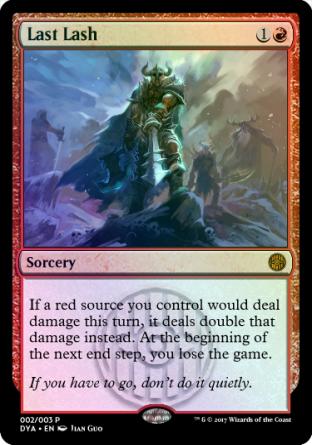 Last Lash 1
Sorcery
If a red source you control would deal
damage this turn, it deals double that
damage instead. At the beginning of
the next end step, you lose the game.
If you have to go, don't do it quietly.
002/003 P
DYA • EN Jian Guo
™ & © 2017 Wizards of the Coast